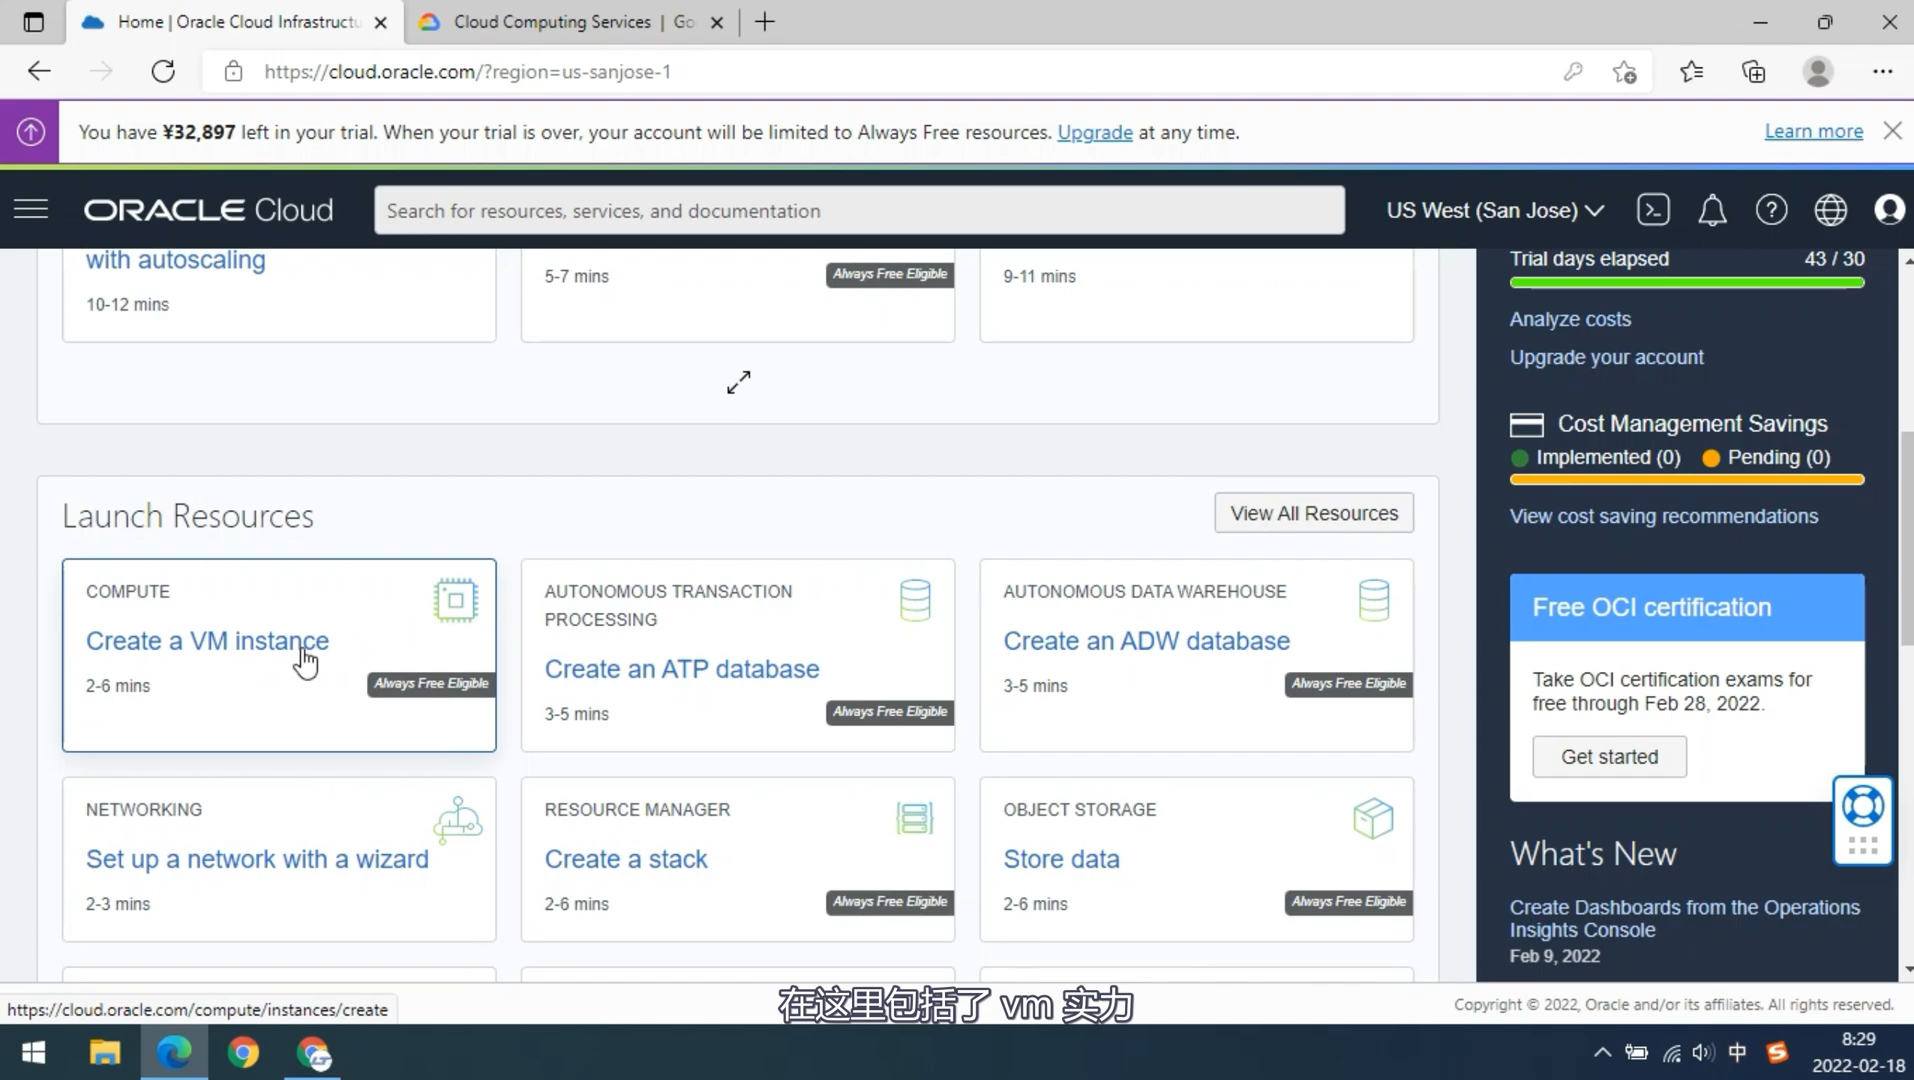 Home | Oracle Cloud Infrastructu
Cloud Computing Services | Go
https://cloud.oracle.com/?region=us-sanjose-1
You have ¥32,897 left in your trial. When your trial is over, your account will be limited to Always Free resources. Upgrade at any time.
Learn more
ORACLE Cloud
Search for resources, services, and documentation
US West (San Jose)
with autoscaling
10-12 mins
5-7 mins
Always Free Eligible
9-11 mins
Trial days elapsed 43 / 30
Analyze costs
Upgrade your account
Cost Management Savings
Implemented (0) Pending (0)
View cost saving recommendations
Launch Resources
View All Resources
COMPUTE
Create a VM instance
2-6 mins
Always Free Eligible
AUTONOMOUS TRANSACTION
PROCESSING
Create an ATP database
3-5 mins
Always Free Eligible
AUTONOMOUS DATA WAREHOUSE
Create an ADW database
3-5 mins
Always Free Eligible
NETWORKING
Set up a network with a wizard
2-3 mins
RESOURCE MANAGER
Create a stack
2-6 mins
Always Free Eligible
OBJECT STORAGE
Store data
2-6 mins
Always Free Eligible
Free OCI certification
Take OCI certification exams for
free through Feb 28, 2022.
Get started
What's New
Create Dashboards from the Operations
Insights Console
Feb 9, 2022
https://cloud.oracle.com/compute/instances/create
在这里包括了 vm 实力
Copyright © 2022, Oracle and/or its affiliates. All rights reserved.
中
8:29
2022-02-18